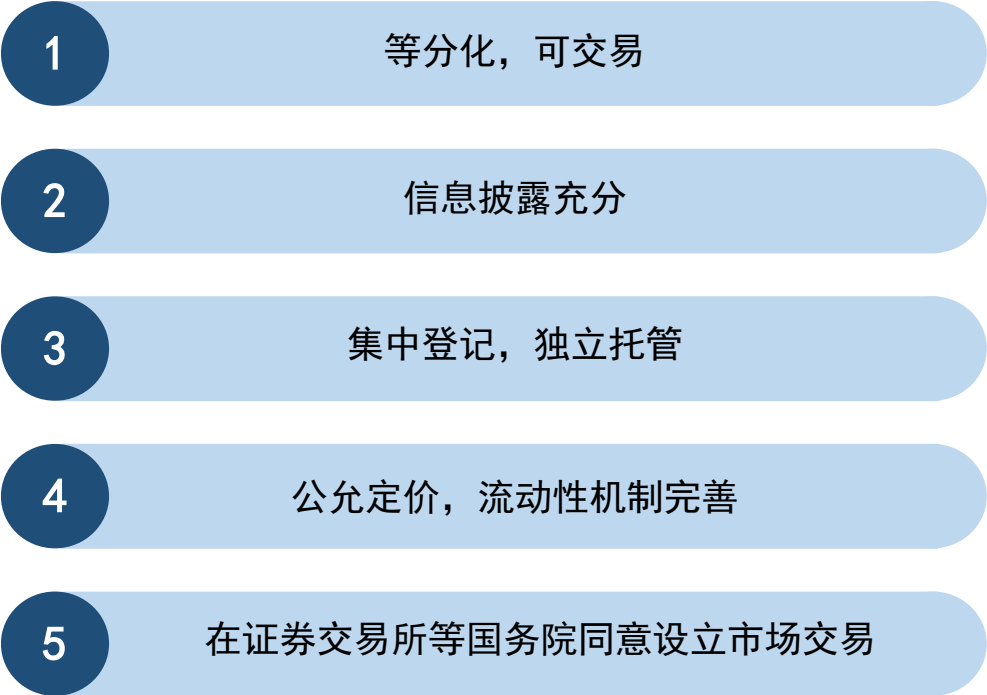 1 等分化，可交易
2 信息披露充分
3 集中登记，独立托管
4 公允定价，流动性机制完善
5 在证券交易所等国务院同意设立市场交易